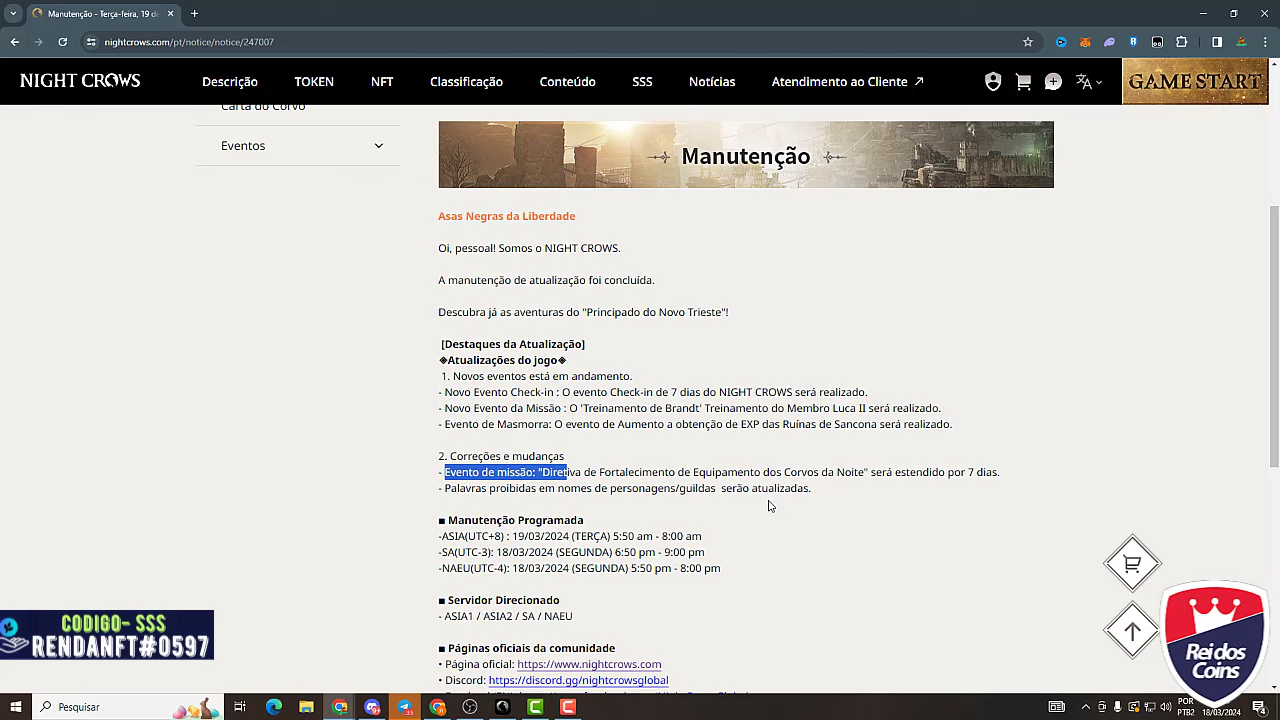 Manutenção - Terça-feira, 19 de
nightcrows.com/pt/notice/notice/247007
NIGHT CROWS
Descrição
TOKEN
NFT
Classificação
Conteúdo
SSS
Notícias
Atendimento ao Cliente
GAME START
Carta do Corvo
Eventos
Manutenção
Asas Negras da Liberdade
Oi, pessoal! Somos o NIGHT CROWS.
A manutenção de atualização foi concluída.
Descubra já as aventuras do "Principado do Novo Trieste"!
[Destaques da Atualização]
◈Atualizações do jogo◈
1. Novos eventos está em andamento.
- Novo Evento Check-in : O evento Check-in de 7 dias do NIGHT CROWS será realizado.
- Novo Evento da Missão : O 'Treinamento de Brandt' Treinamento do Membro Luca II será realizado.
- Evento de Masmorra: O evento de Aumento a obtenção de EXP das Ruínas de Sancona será realizado.
2. Correções e mudanças
- Evento de missão: "Diretiva de Fortalecimento de Equipamento dos Corvos da Noite" será estendido por 7 dias.
- Palavras proibidas em nomes de personagens/guildas serão atualizadas.
■ Manutenção Programada
-ASIA(UTC+8) : 19/03/2024 (TERÇA) 5:50 am - 8:00 am
-SA(UTC-3): 18/03/2024 (SEGUNDA) 6:50 pm - 9:00 pm
-NAEU(UTC-4): 18/03/2024 (SEGUNDA) 5:50 pm - 8:00 pm
■ Servidor Direcionado
- ASIA1 / ASIA2 / SA / NAEU
■ Páginas oficiais da comunidade
• Página oficial: https://www.nightcrows.com
• Discord: https://discord.gg/nightcrowsglobal
CODIGO- SSS
RENDANFT#0597
Rei dos
Coins
Pesquisar
35
POR
PTB2
18/03/2024